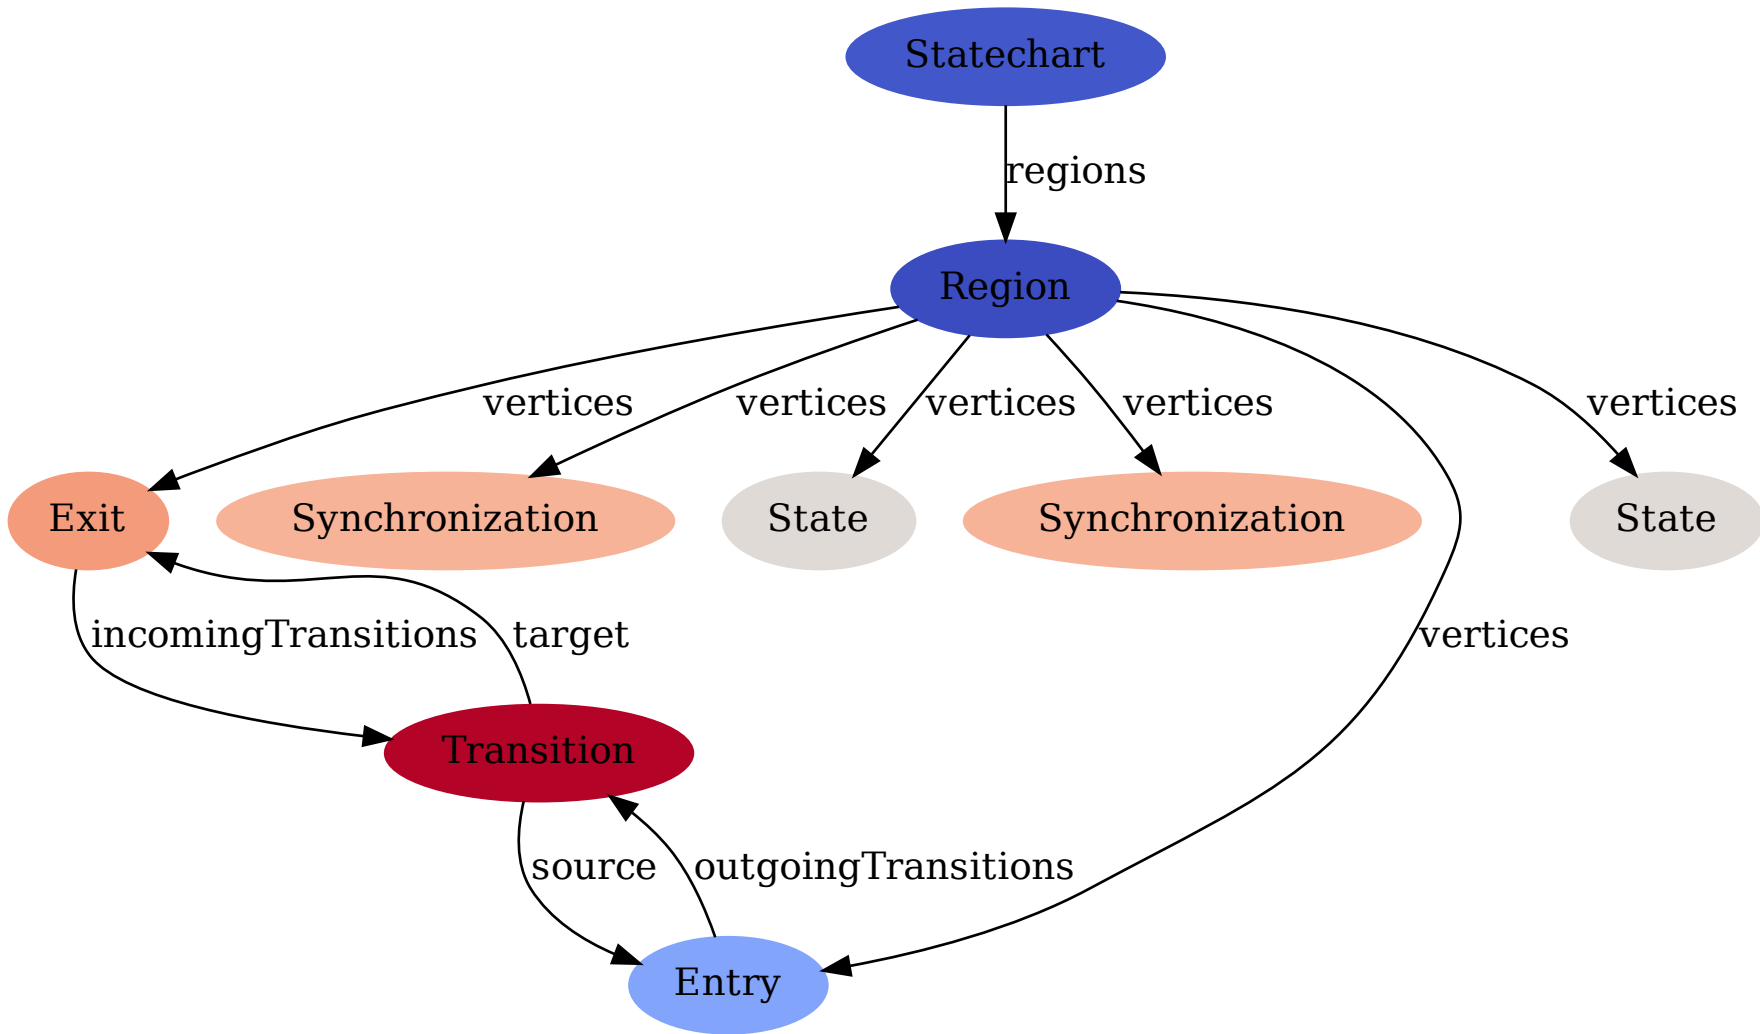 Statechart
regions
Region
vertices
vertices
vertices
vertices
vertices
Exit
Synchronization
State
Synchronization
State
incomingTransitions
target
vertices
Transition
source
outgoingTransitions
Entry